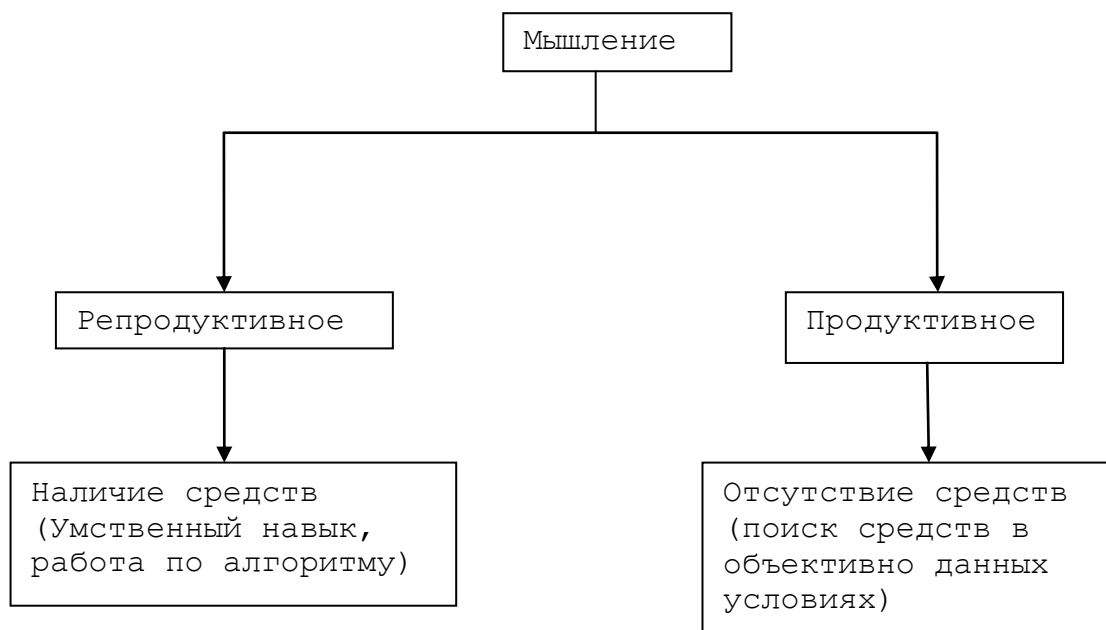 Мышление
Репродуктивное
Продуктивное
Наличие средств
(Умственный навык,
работа по алгоритму)
Отсутствие средств
(поиск средств в
объективно данных
условиях)